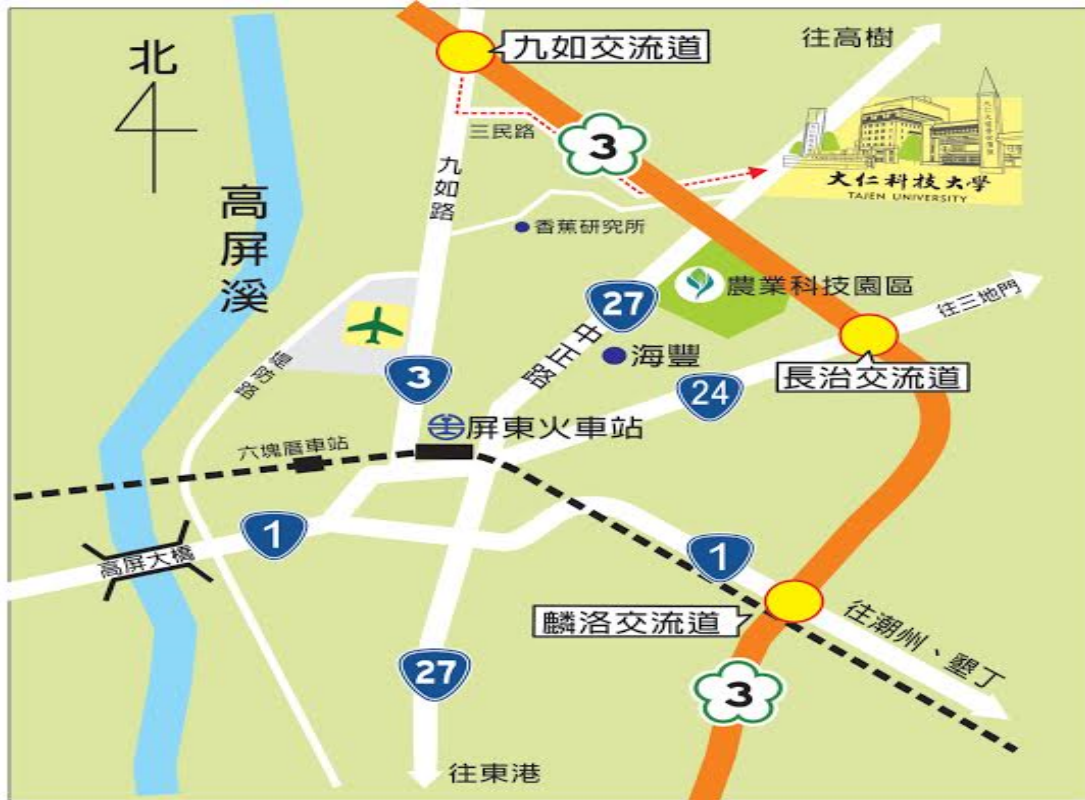 北
九如交流道
往高樹
三民路
3
大仁科技大學
TAJEN UNIVERSITY
九如路
高屏溪
香蕉研究所
農業科技園區
27
中正路
海豐
往三地門
長治交流道
3
24
堤防路
屏東火車站
六塊厝車站
1
高屏大橋
1
麟洛交流道
往潮州、墾丁
27
3
往東港